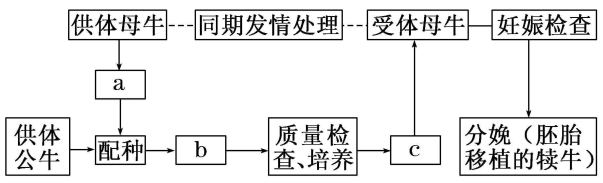 供体母牛
同期发情处理
受体母牛
妊娠检查
a
供体
公牛
配种
b
质量检
查、培养
c
分娩（胚胎
移植的犊牛）